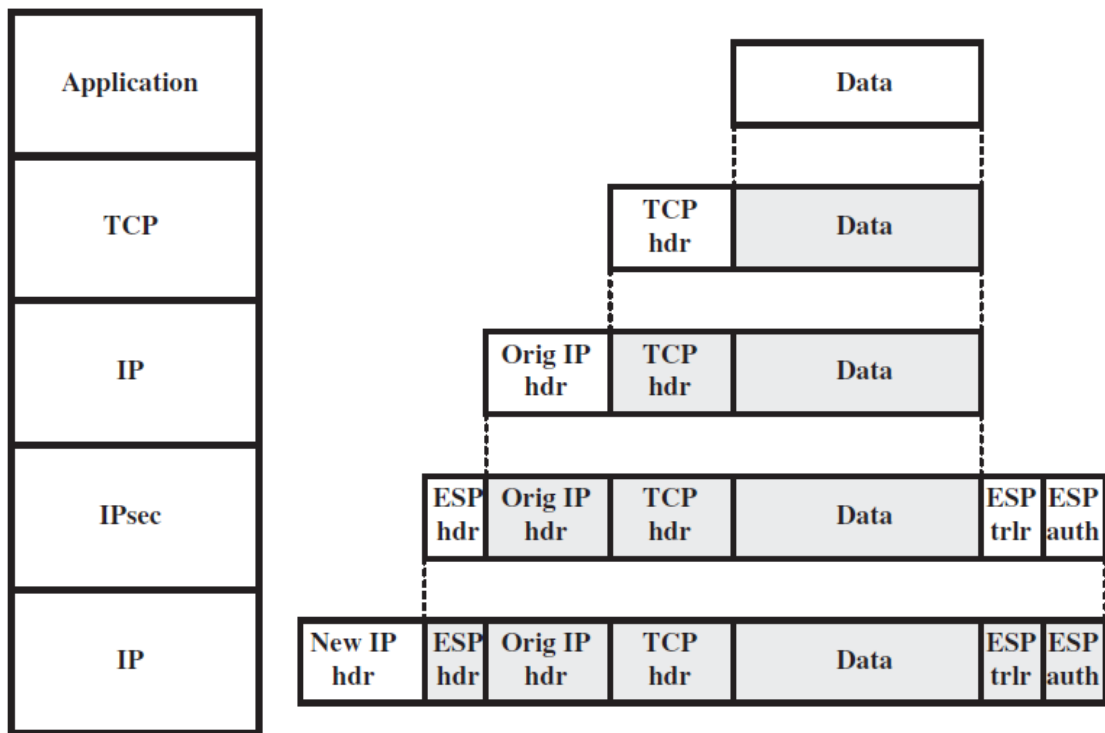 Application
Data
TCP
TCP
hdr
Data
IP
Orig IP
hdr
TCP
hdr
Data
IPsec
ESP
hdr
Orig IP
hdr
TCP
hdr
Data
ESP
trlr
ESP
auth
IP
New IP
hdr
ESP
hdr
Orig IP
hdr
TCP
hdr
Data
ESP
trlr
ESP
auth